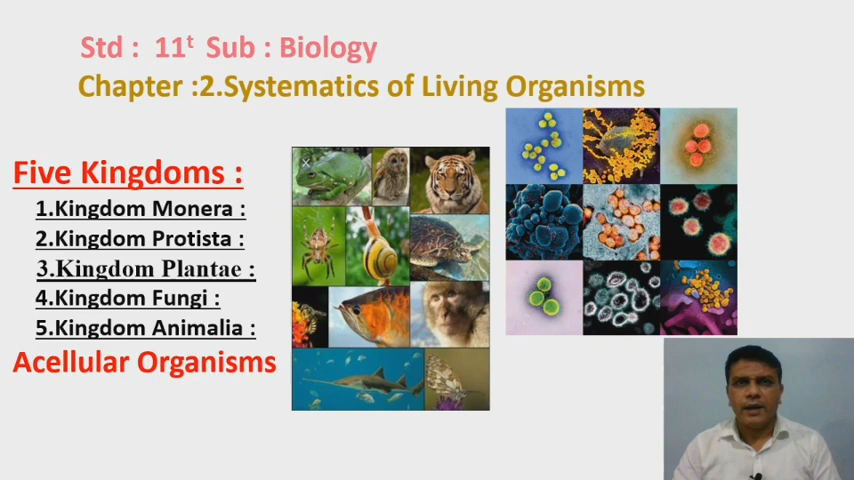 Std :  11t  Sub : Biology
Chapter :2.Systematics of Living Organisms
Five Kingdoms :
1.Kingdom Monera :
2.Kingdom Protista :
3.Kingdom Plantae :
4.Kingdom Fungi :
5.Kingdom Animalia :
Acellular Organisms